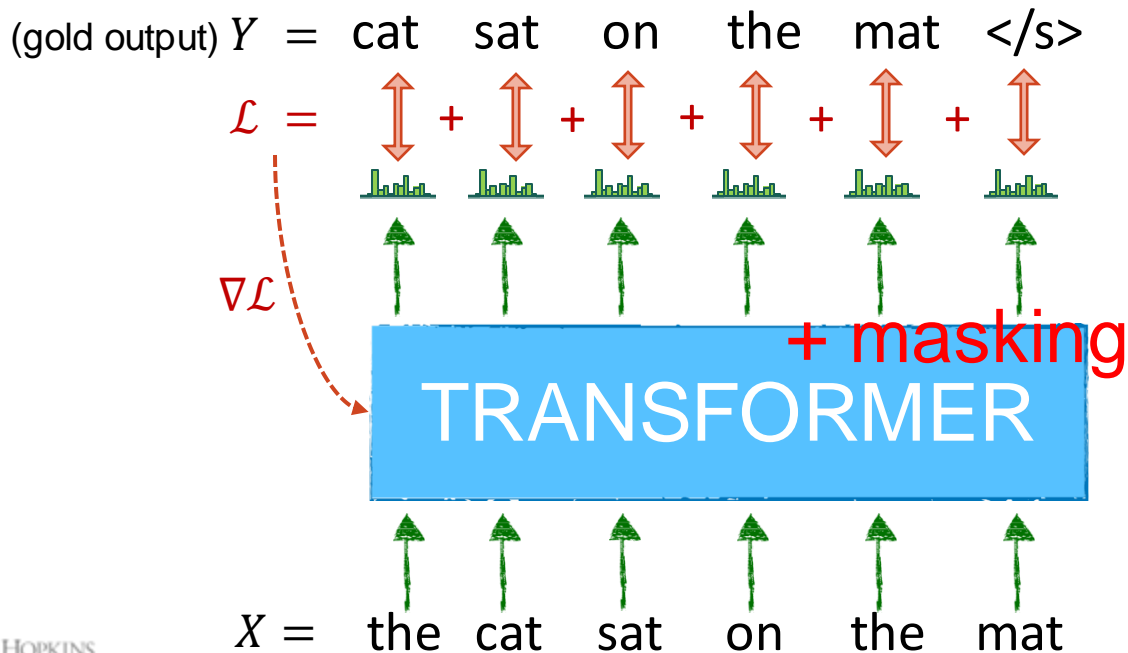 (gold output) Y = cat sat on the mat </s>
ℒ = + + + + +
∇ℒ
+ masking
TRANSFORMER
X = the cat sat on the mat
HOPKINS